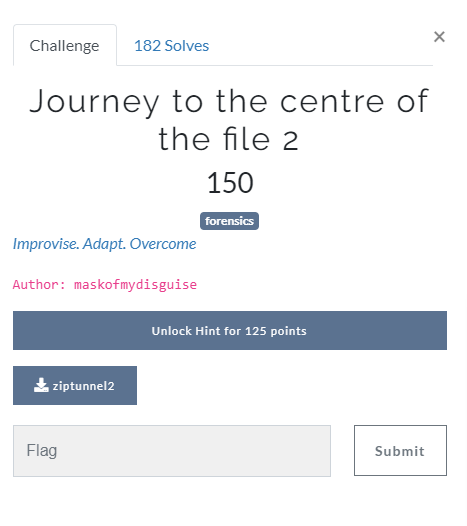 Challenge
182 Solves
×
Journey to the centre of
the file 2
150
forensics
Improvise. Adapt. Overcome
Author: maskofmydisguise
Unlock Hint for 125 points
ziptunnel2
Flag
Submit